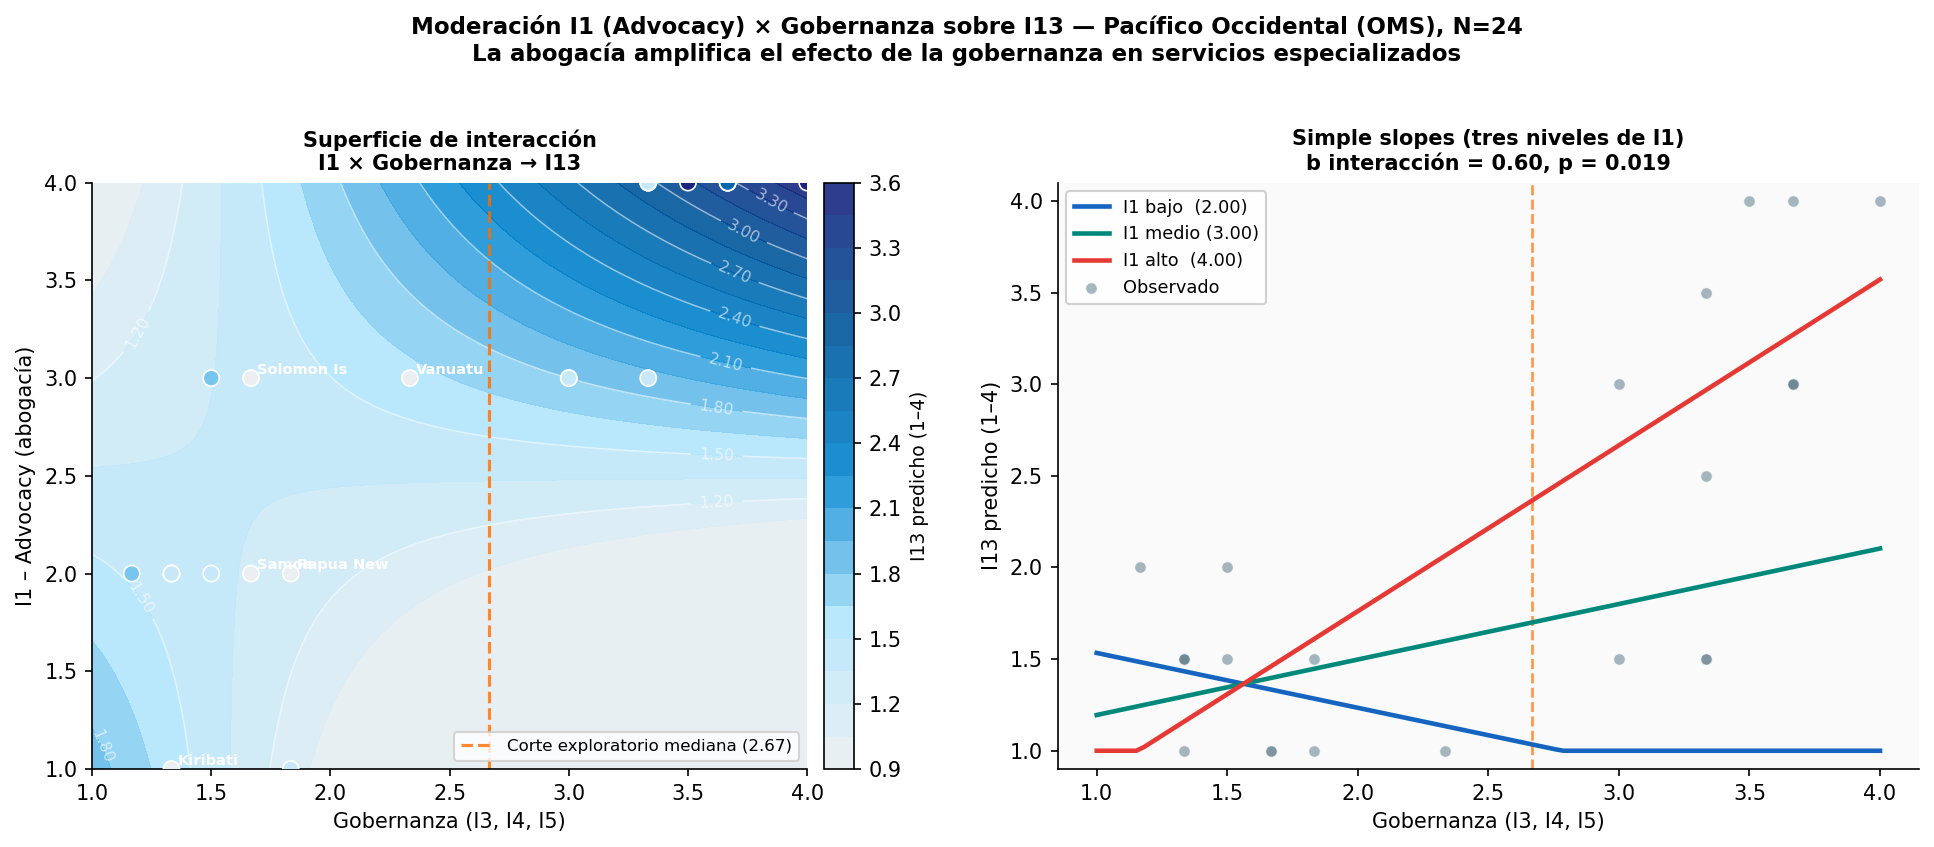 Moderación I1 (Advocacy) × Gobernanza sobre I13 — Pacífico Occidental (OMS), N=24
La abogacía amplifica el efecto de la gobernanza en servicios especializados
Superficie de interacción
I1 × Gobernanza → I13
I1 – Advocacy (abogacía)
4.0
3.5
3.0
2.5
2.0
1.5
1.0
1.0
1.5
2.0
2.5
3.0
3.5
4.0
Gobernanza (I3, I4, I5)
1.20
3.30
3.00
2.70
2.40
2.10
1.80
1.50
1.20
1.50
1.80
Solomon Is
Vanuatu
Samoa
Papua New
Kiribati
Corte exploratorio mediana (2.67)
3.6
3.3
3.0
2.7
2.4
2.1
1.8
1.5
1.2
0.9
I13 predicho (1–4)
Simple slopes (tres niveles de I1)
b interacción = 0.60, p = 0.019
I1 bajo (2.00)
I1 medio (3.00)
I1 alto (4.00)
Observado
I13 predicho (1–4)
4.0
3.5
3.0
2.5
2.0
1.5
1.0
1.0
1.5
2.0
2.5
3.0
3.5
4.0
Gobernanza (I3, I4, I5)